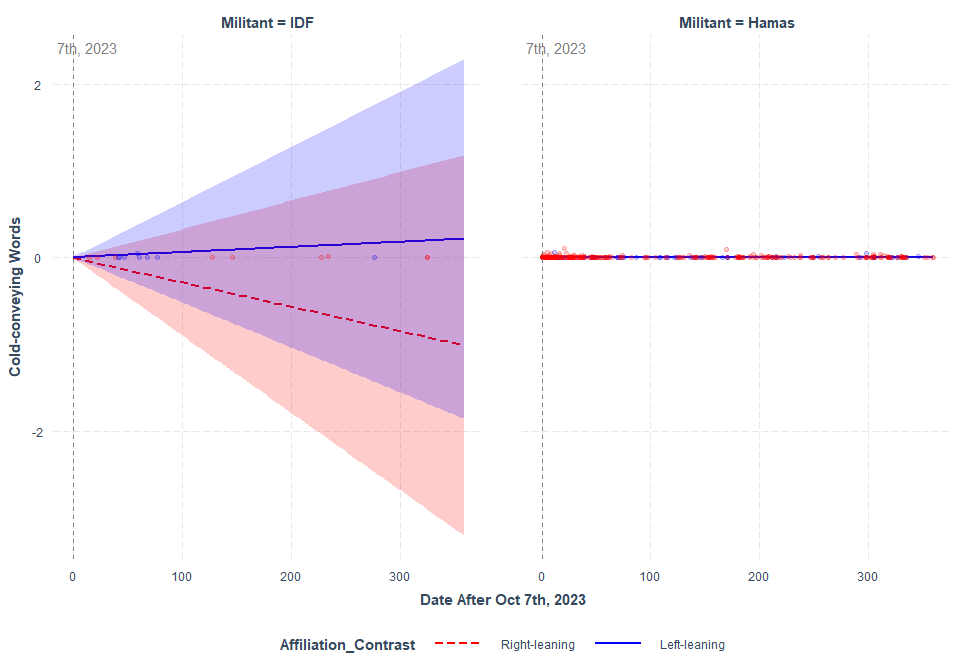 Militant = IDF
Militant = Hamas
7th, 2023
7th, 2023
2
0
-2
Cold-conveying Words
0
100
200
300
0
100
200
300
Date After Oct 7th, 2023
Affiliation_Contrast
Right-leaning
Left-leaning